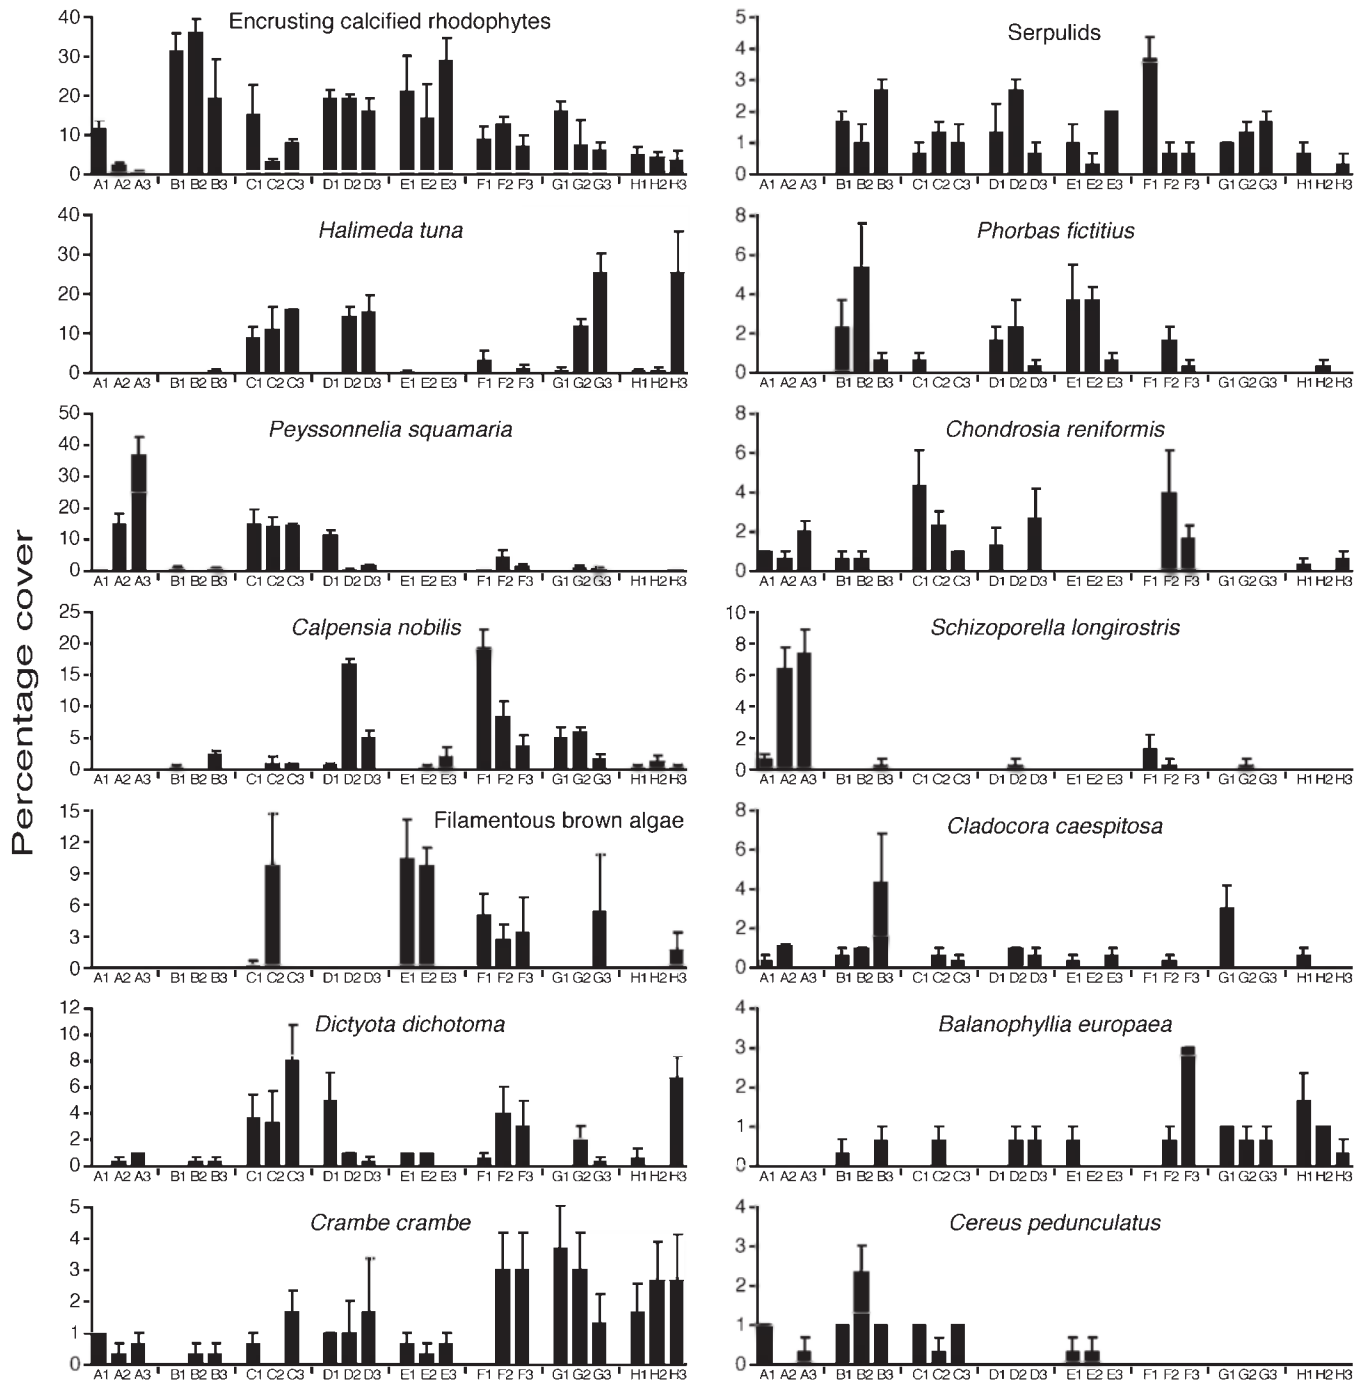 Percentage cover
Encrusting calcified rhodophytes
40
30
20
10
0
A1 A2 A3 B1 B2 B3 C1 C2 C3 D1 D2 D3 E1 E2 E3 F1 F2 F3 G1 G2 G3 H1 H2 H3
Serpulids
5
4
3
2
1
0
A1 A2 A3 B1 B2 B3 C1 C2 C3 D1 D2 D3 E1 E2 E3 F1 F2 F3 G1 G2 G3 H1 H2 H3
Halimeda tuna
40
30
20
10
0
A1 A2 A3 B1 B2 B3 C1 C2 C3 D1 D2 D3 E1 E2 E3 F1 F2 F3 G1 G2 G3 H1 H2 H3
Phorbas fictitius
8
6
4
2
0
A1 A2 A3 B1 B2 B3 C1 C2 C3 D1 D2 D3 E1 E2 E3 F1 F2 F3 G1 G2 G3 H1 H2 H3
Peyssonnelia squamaria
50
40
30
20
10
0
A1 A2 A3 B1 B2 B3 C1 C2 C3 D1 D2 D3 E1 E2 E3 F1 F2 F3 G1 G2 G3 H1 H2 H3
Chondrosia reniformis
8
6
4
2
0
A1 A2 A3 B1 B2 B3 C1 C2 C3 D1 D2 D3 E1 E2 E3 F1 F2 F3 G1 G2 G3 H1 H2 H3
Calpensia nobilis
25
20
15
10
5
0
A1 A2 A3 B1 B2 B3 C1 C2 C3 D1 D2 D3 E1 E2 E3 F1 F2 F3 G1 G2 G3 H1 H2 H3
Schizoporella longirostris
10
8
6
4
2
0
A1 A2 A3 B1 B2 B3 C1 C2 C3 D1 D2 D3 E1 E2 E3 F1 F2 F3 G1 G2 G3 H1 H2 H3
Filamentous brown algae
15
12
9
6
3
0
A1 A2 A3 B1 B2 B3 C1 C2 C3 D1 D2 D3 E1 E2 E3 F1 F2 F3 G1 G2 G3 H1 H2 H3
Cladocora caespitosa
8
6
4
2
0
A1 A2 A3 B1 B2 B3 C1 C2 C3 D1 D2 D3 E1 E2 E3 F1 F2 F3 G1 G2 G3 H1 H2 H3
Dictyota dichotoma
12
10
8
6
4
2
0
A1 A2 A3 B1 B2 B3 C1 C2 C3 D1 D2 D3 E1 E2 E3 F1 F2 F3 G1 G2 G3 H1 H2 H3
Balanophyllia europaea
4
3
2
1
0
A1 A2 A3 B1 B2 B3 C1 C2 C3 D1 D2 D3 E1 E2 E3 F1 F2 F3 G1 G2 G3 H1 H2 H3
Crambe crambe
5
4
3
2
1
0
A1 A2 A3 B1 B2 B3 C1 C2 C3 D1 D2 D3 E1 E2 E3 F1 F2 F3 G1 G2 G3 H1 H2 H3
Cereus pedunculatus
4
3
2
1
0
A1 A2 A3 B1 B2 B3 C1 C2 C3 D1 D2 D3 E1 E2 E3 F1 F2 F3 G1 G2 G3 H1 H2 H3